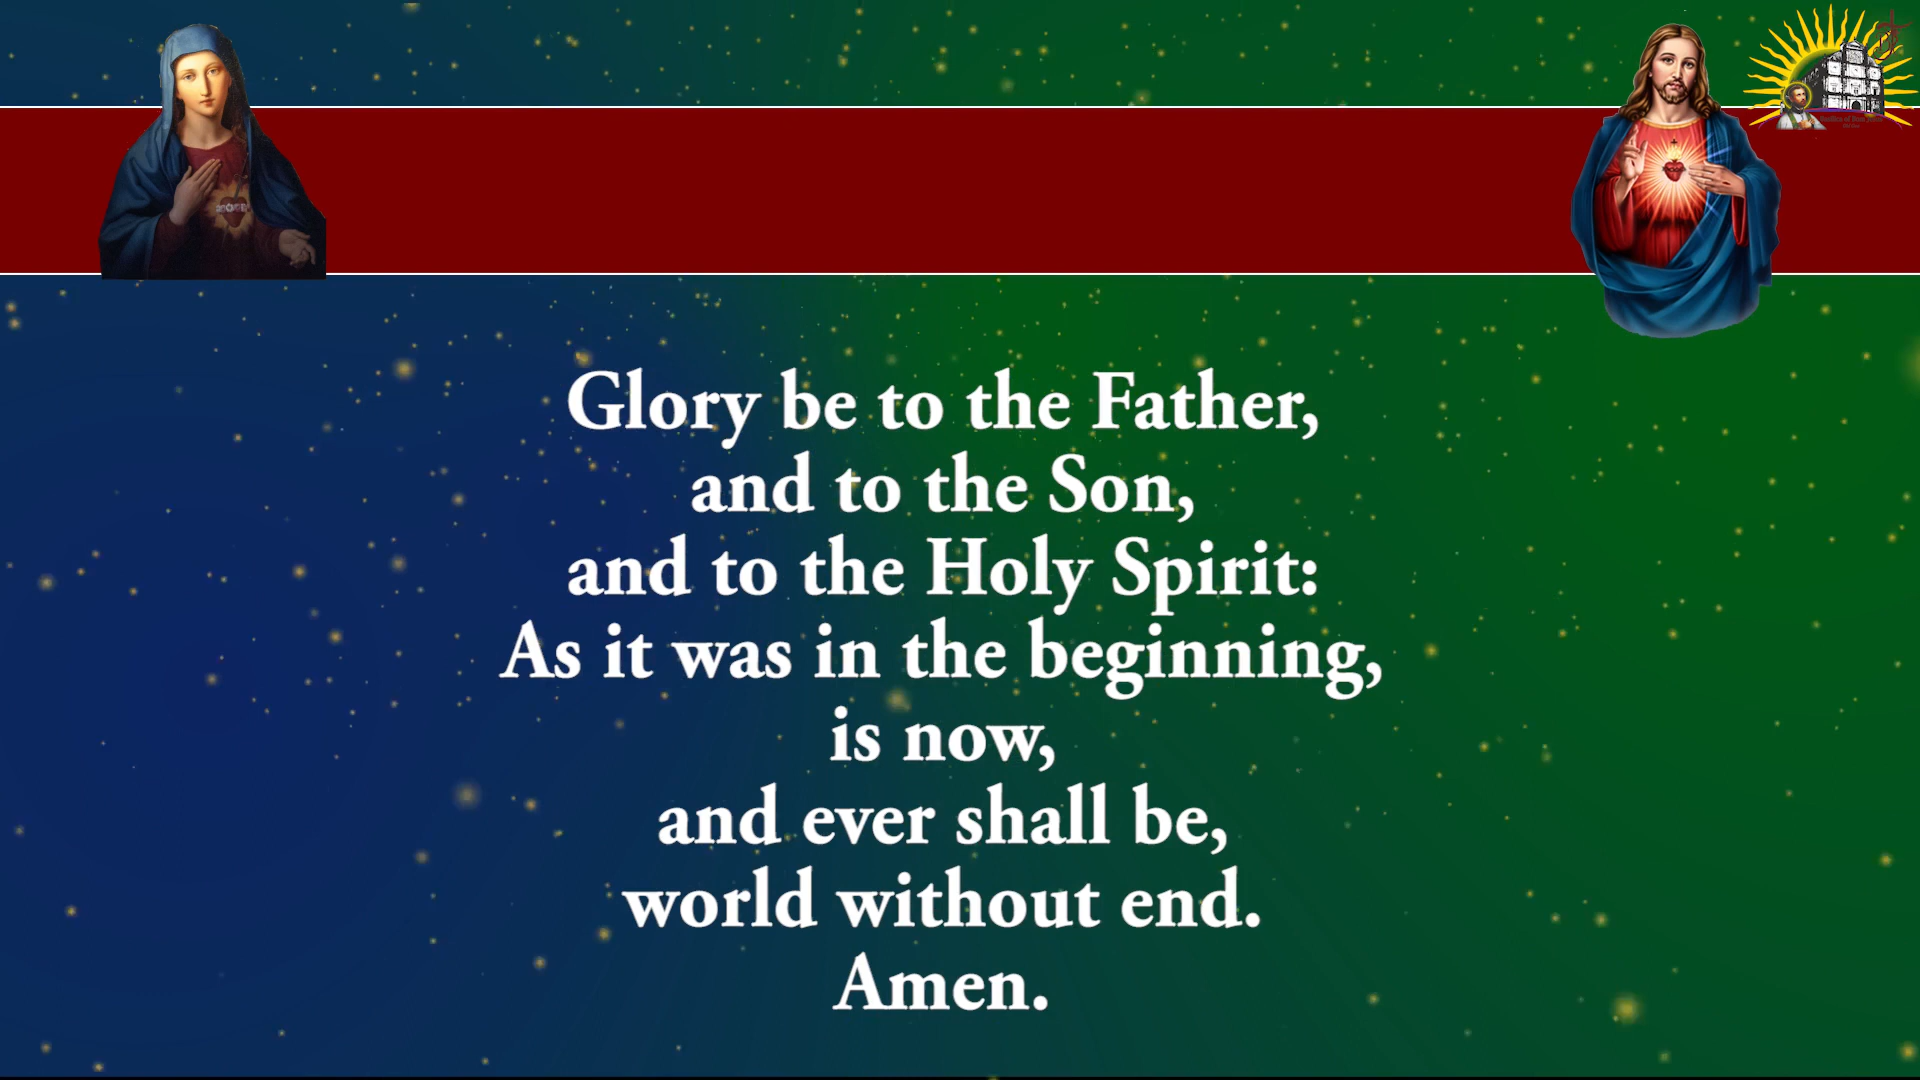 Glory be to the Father,
and to the Son,
and to the Holy Spirit:
As it was in the beginning,
is now,
and ever shall be,
world without end.
Amen.